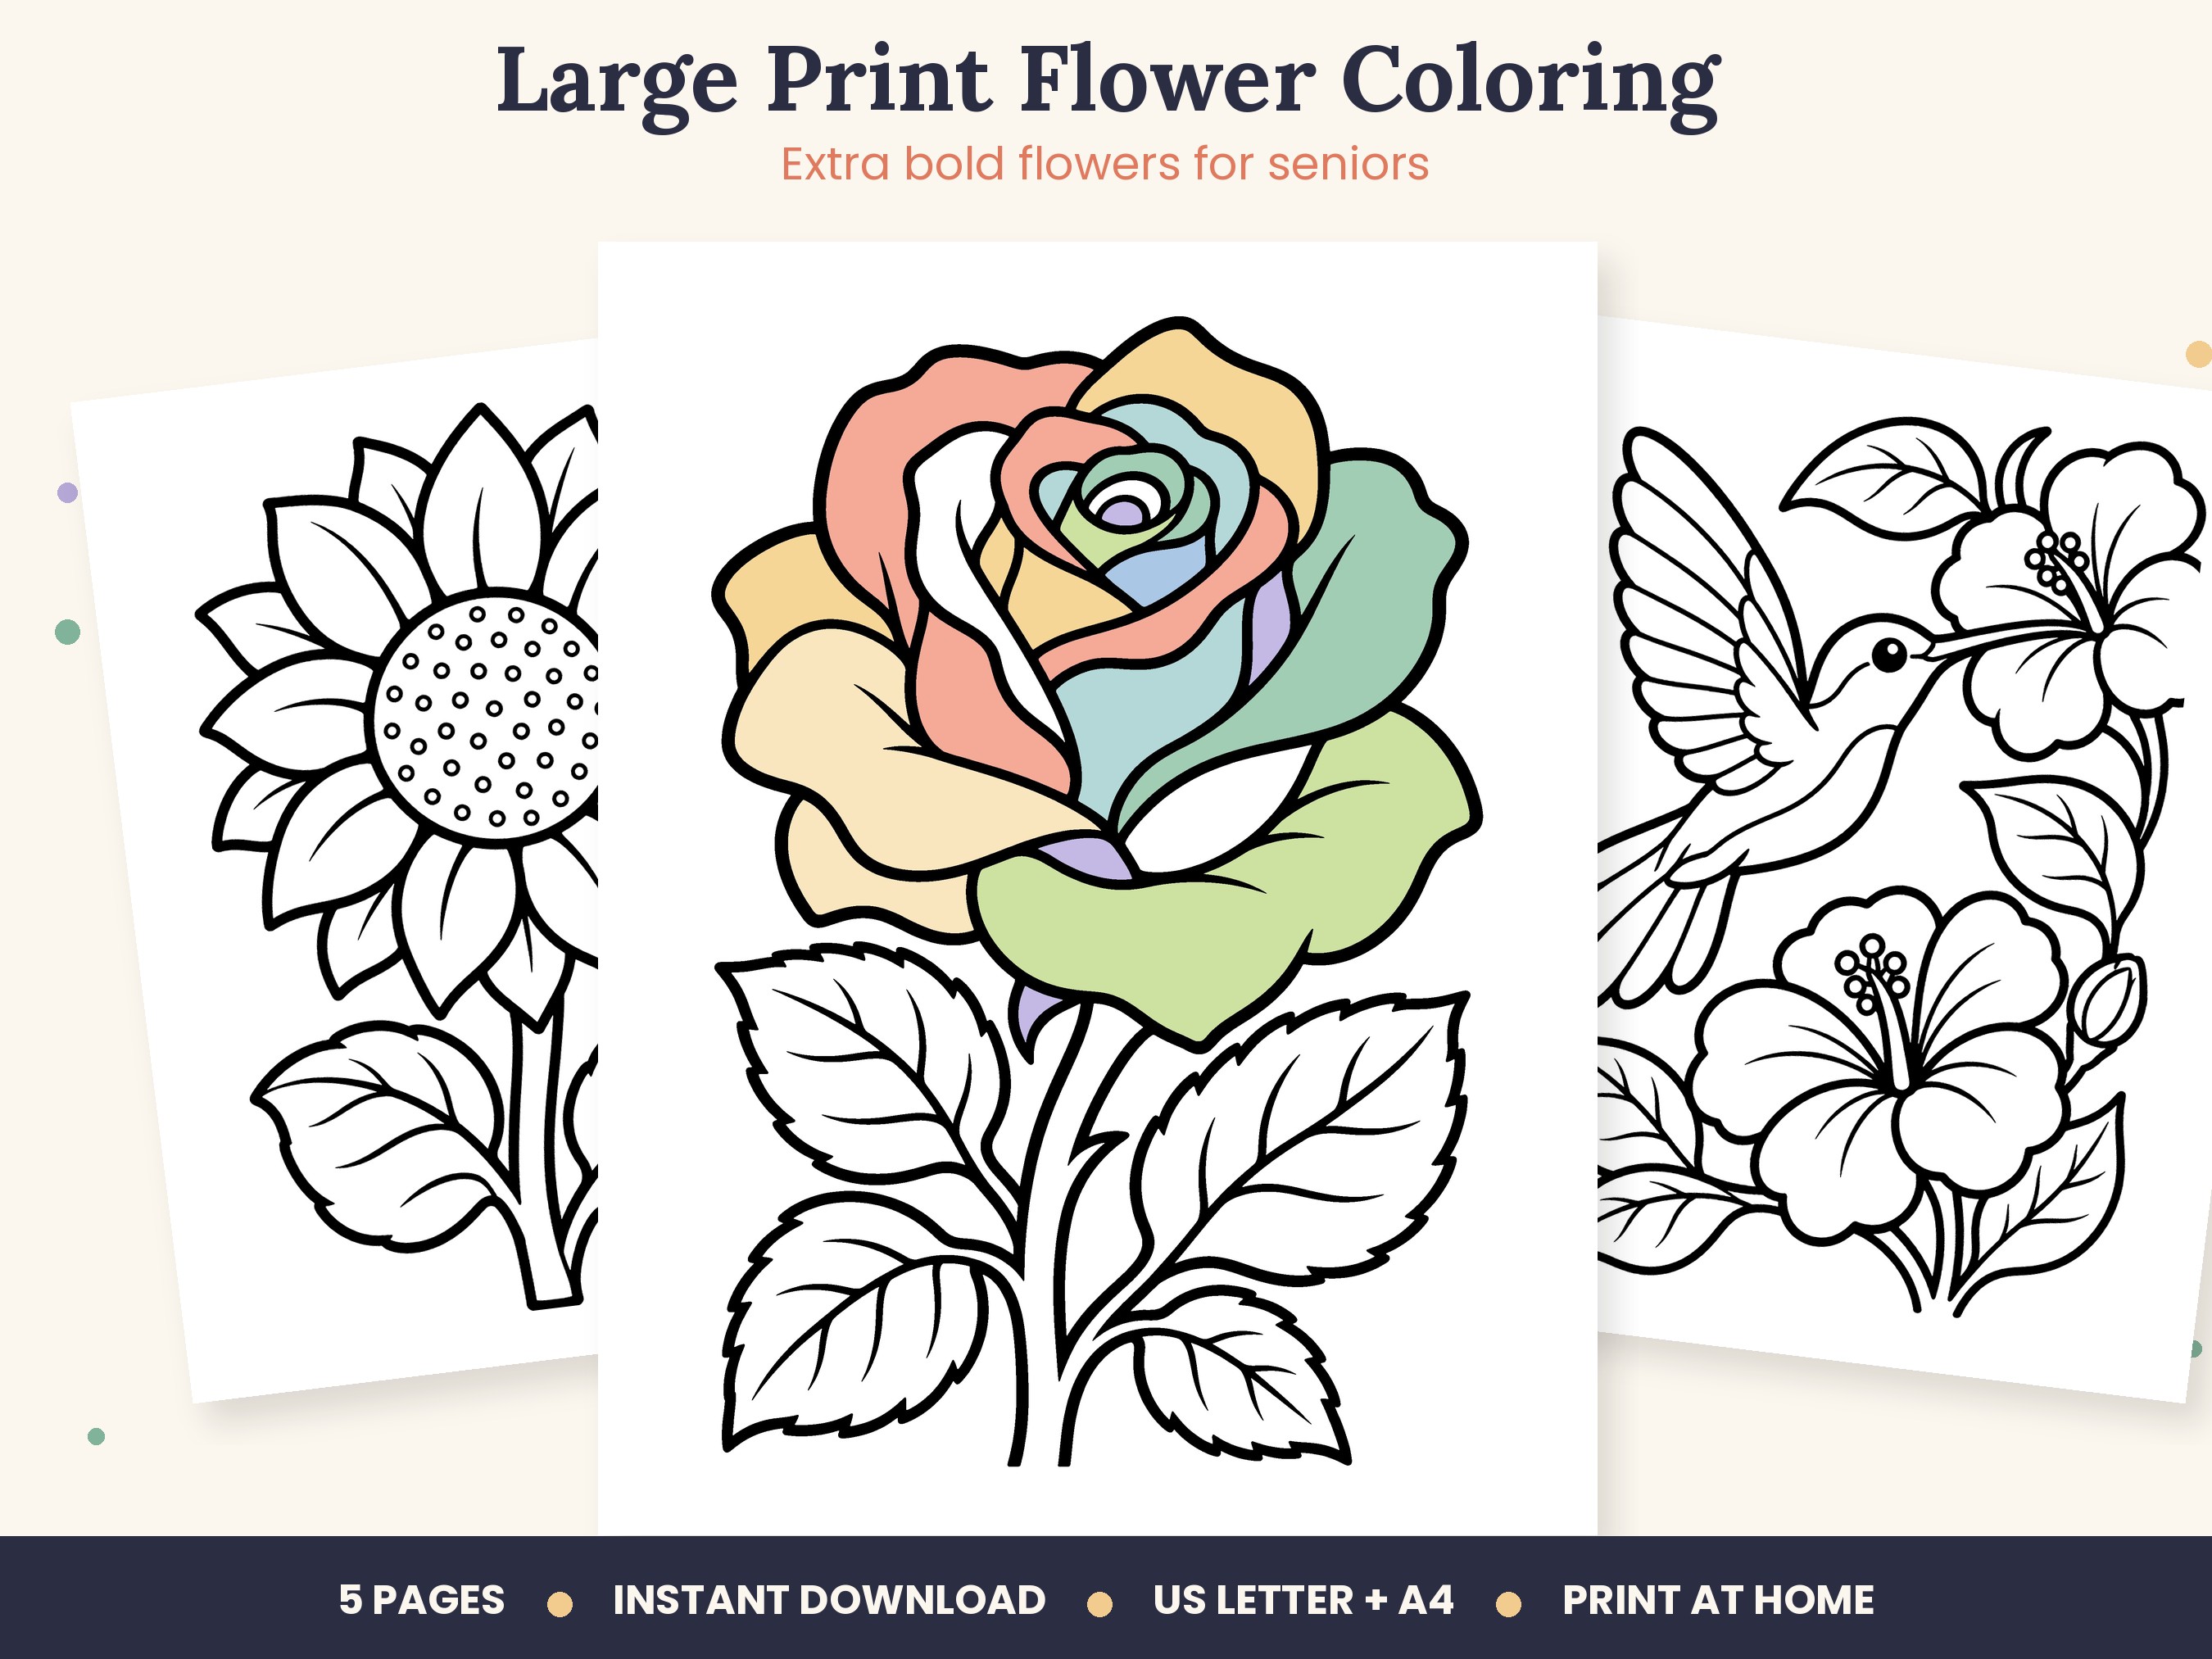 Large Print Flower Coloring
Extra bold flowers for seniors
5 PAGES ● INSTANT DOWNLOAD ● US LETTER + A4 ● PRINT AT HOME